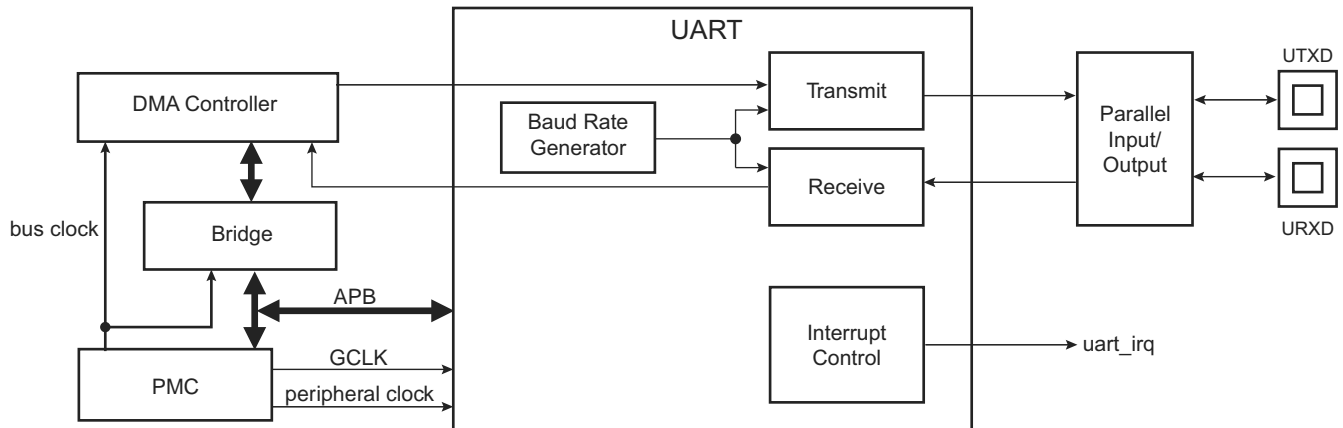 UART
DMA Controller
Bridge
bus clock
APB
PMC
GCLK
peripheral clock
Baud Rate
Generator
Transmit
Receive
Interrupt
Control
uart_irq
Parallel
Input/
Output
UTXD
URXD